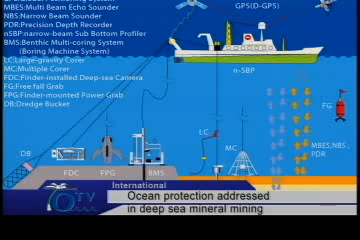 MBES:Multi Beam Echo Sounder
NBS:Narrow Beam Sounder
PDR:Precision Depth Recorder
nSBP:narrow-beam Sub Bottom Profiler
BMS:Benthic Multi-coring System
(Boring Machine System)
LC:Large-gravity Corer
MC:Multiple Corer
FDC:Finder-installed Deep-sea Camera
FG:Free fall Grab
FPG:Finder-mounted Power Grab
DB:Dredge Bucket
GPS(D-GPS)
n-SBP
FG
LC
MC
MBES,NBS,
PDR
DB
FDC
FPG
BMS
International
TV
Ocean protection addressed
in deep sea mineral mining